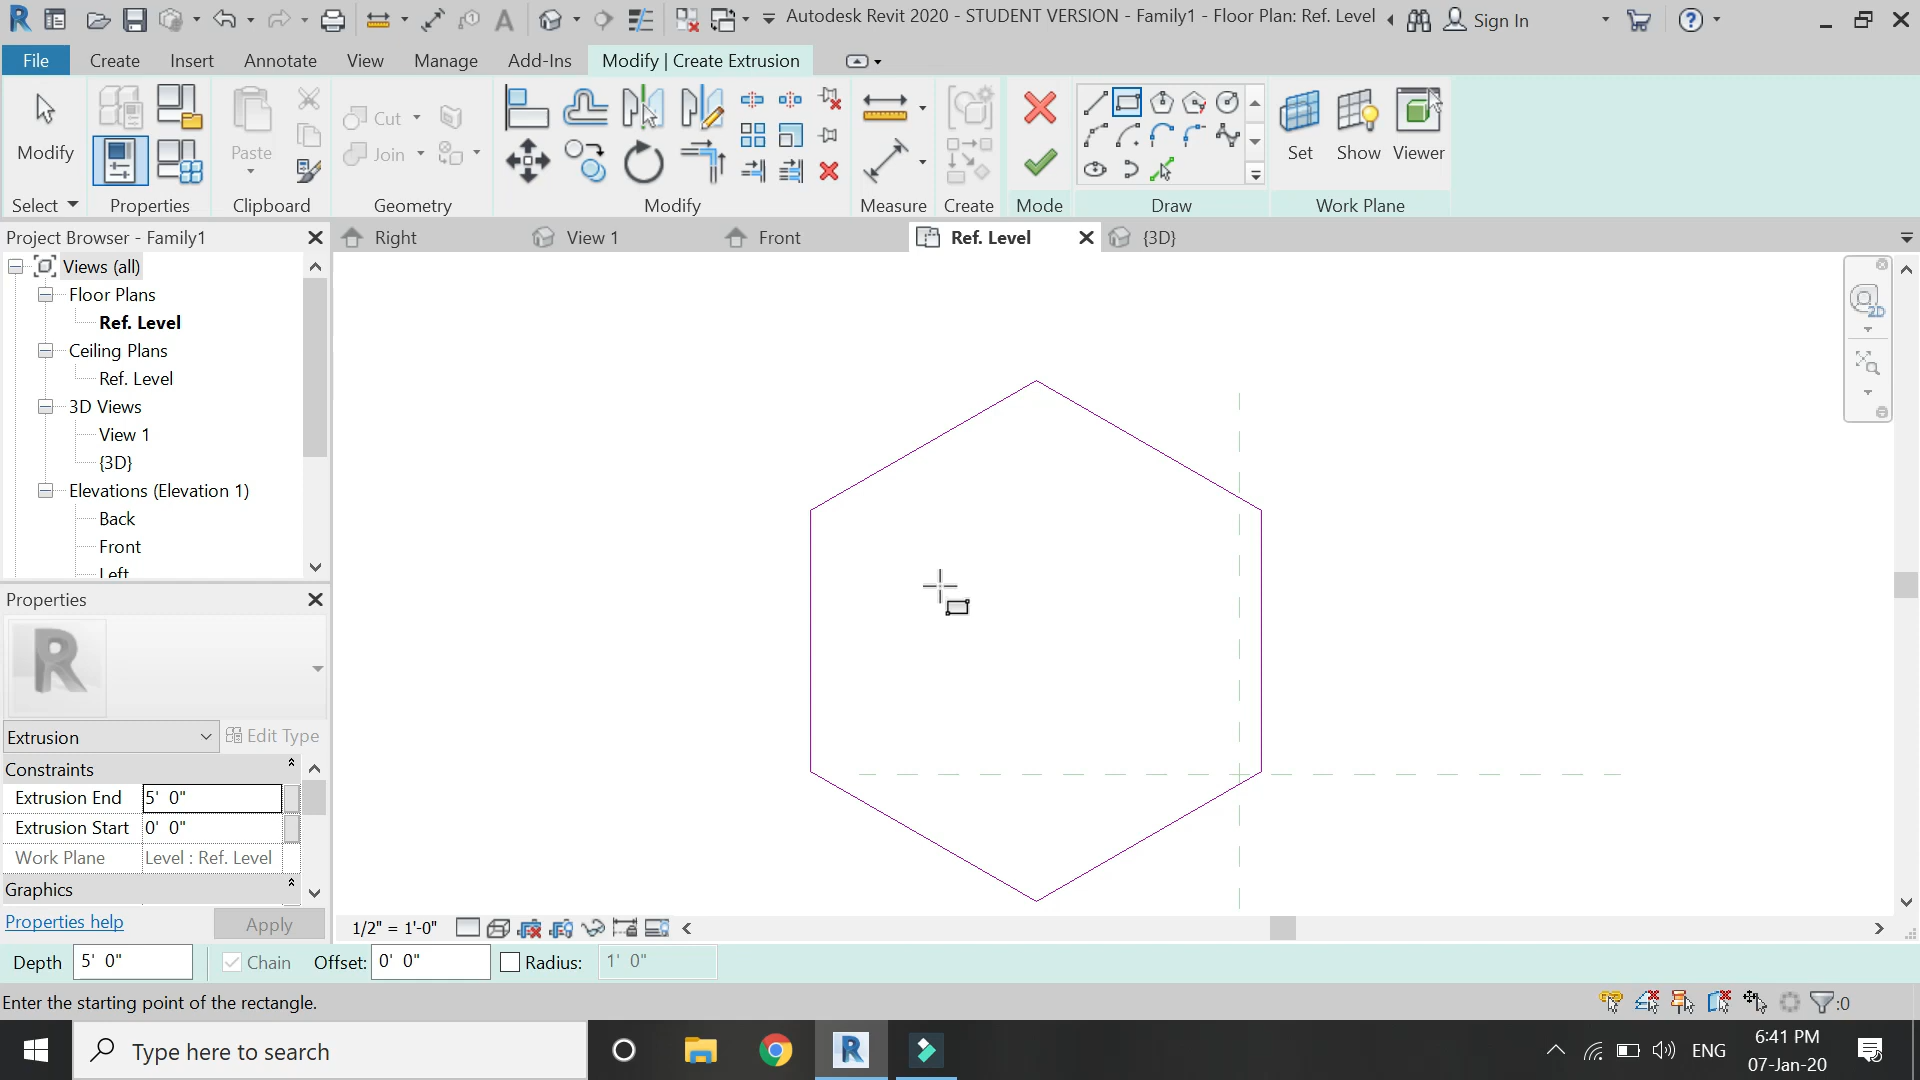 Autodesk Revit 2020 - STUDENT VERSION - Family1 - Floor Plan: Ref. Level
Sign In
File Create Insert Annotate View Manage Add-Ins Modify | Create Extrusion
Modify
Paste
Cut
Join
Set Show Viewer
Select Properties Clipboard Geometry Modify Measure Create Mode Draw Work Plane
Project Browser - Family1
Right View 1 Front Ref. Level {3D}
Views (all)
Floor Plans
Ref. Level
Ceiling Plans
Ref. Level
3D Views
View 1
{3D}
Elevations (Elevation 1)
Back
Front
Left
2D
Properties
R
Extrusion
Edit Type
Constraints
Extrusion End 5' 0"
Extrusion Start 0' 0"
Work Plane Level : Ref. Level
Graphics
Properties help
Apply
1/2" = 1'-0"
Depth 5' 0" Chain Offset: 0' 0" Radius: 1' 0"
Enter the starting point of the rectangle.
:0
Type here to search
ENG
6:41 PM
07-Jan-20